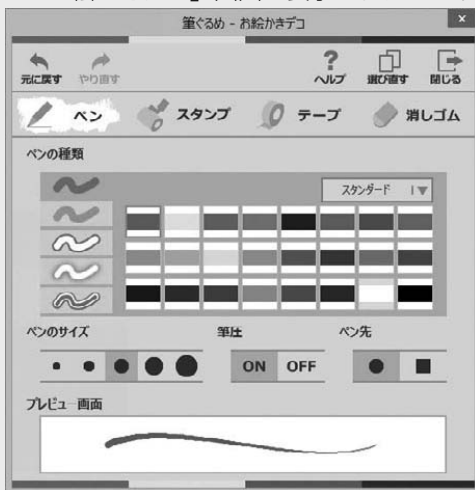 筆ぐるめ - お絵かきデコ ×
元に戻す やり直す ? ヘルプ 選び直す 閉じる
ペン スタンプ テープ 消しゴム
ペンの種類
スタンダード
ペンのサイズ 筆圧 ペン先
ON OFF
プレビュー画面